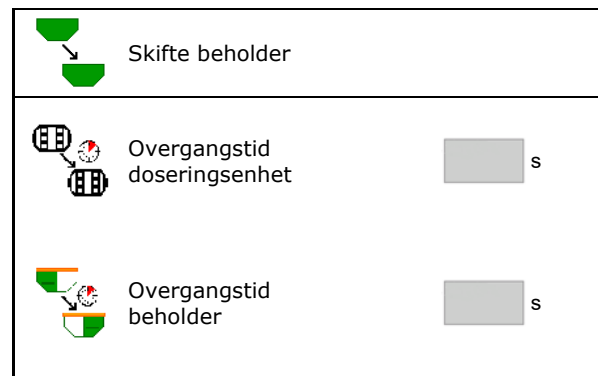 Skifte beholder
Overgangstid
doseringsenhet
s
Overgangstid
beholder
s